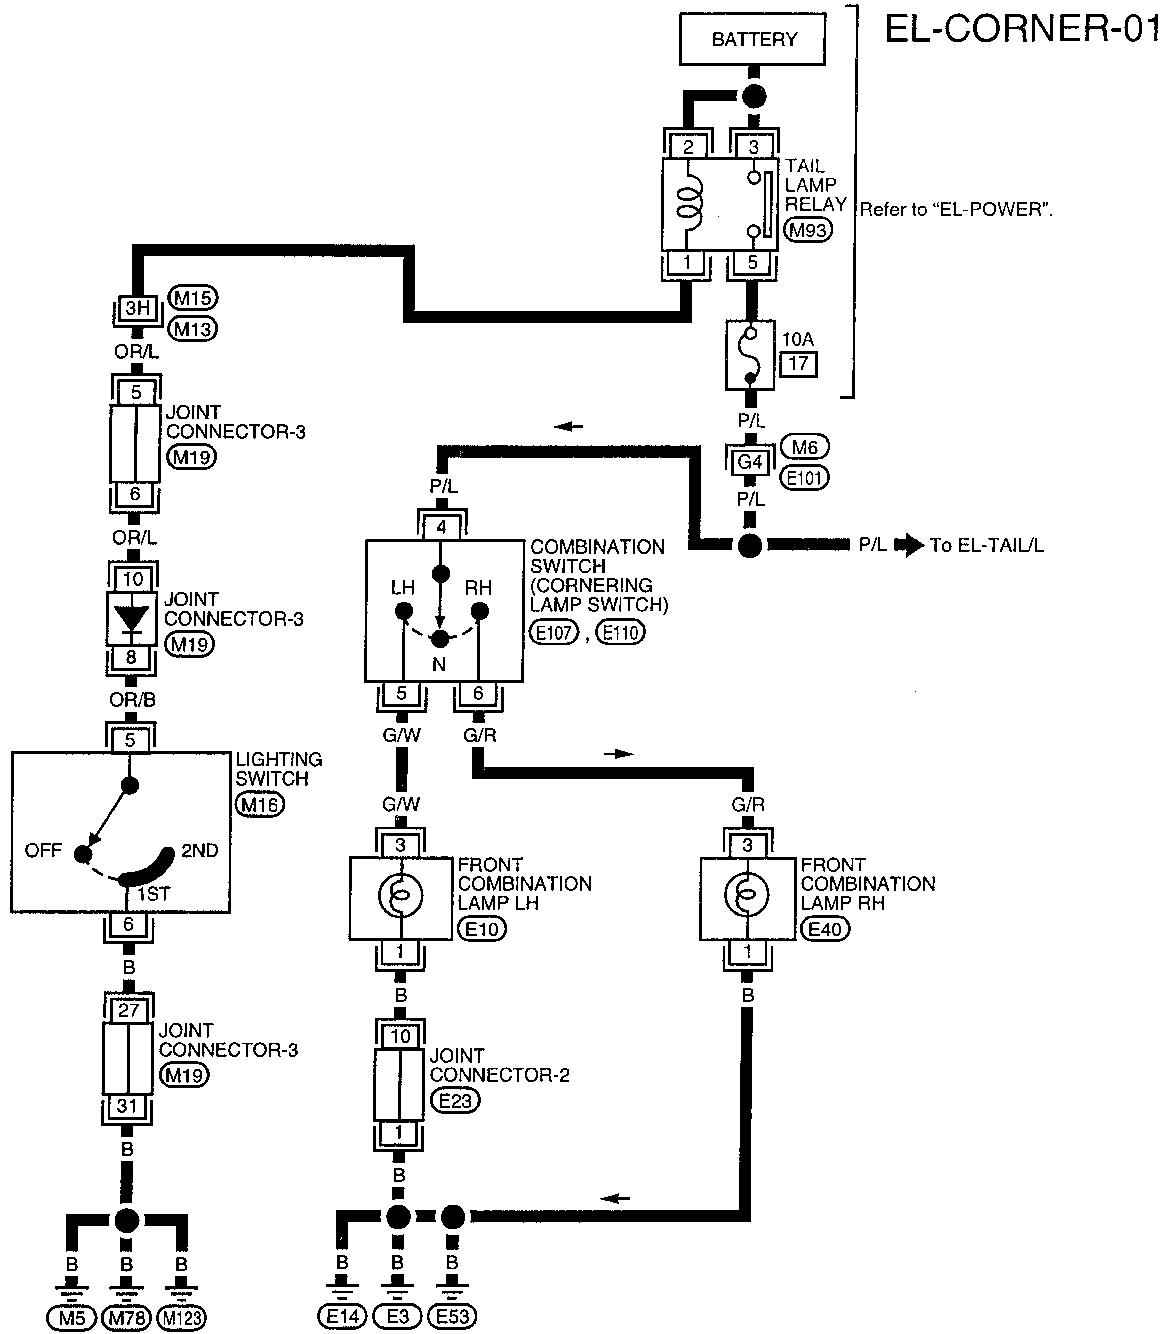 EL-CORNER-01
BATTERY
2
3
TAIL
LAMP
RELAY
M93
Refer to "EL-POWER".
1
5
10A
17
P/L
G4
M6
E101
P/L
P/L
To EL-TAIL/L
3H
M15
M13
OR/L
5
JOINT
CONNECTOR-3
M19
6
OR/L
10
JOINT
CONNECTOR-3
M19
8
OR/B
5
LIGHTING
SWITCH
M16
OFF
2ND
1ST
6
B
27
JOINT
CONNECTOR-3
M19
31
B
B
B
B
M5
M78
M123
P/L
4
COMBINATION
SWITCH
(CORNERING
LAMP SWITCH)
E107 , E110
LH
RH
N
5
6
G/W
G/R
G/W
G/R
3
FRONT
COMBINATION
LAMP LH
E10
1
B
10
JOINT
CONNECTOR-2
E23
1
B
3
FRONT
COMBINATION
LAMP RH
E40
1
B
B
B
B
E14
E3
E53